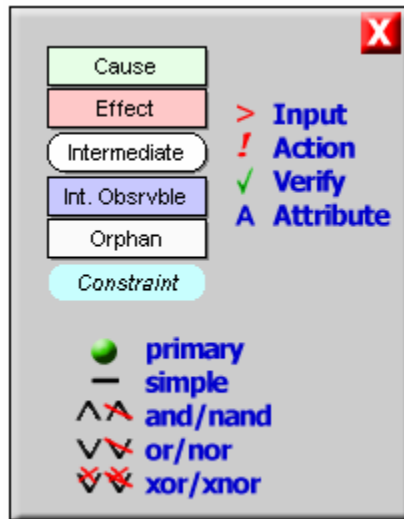 X
Cause
Effect
Intermediate
Int. Obsrvble
Orphan
Constraint
> Input
! Action
√ Verify
A Attribute
primary
simple
and/nand
or/nor
xor/xnor